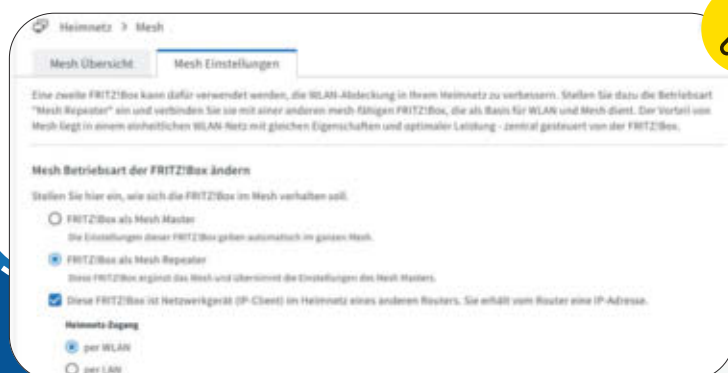 Heimnetz > Mesh
Mesh Übersicht
Mesh Einstellungen
Eine zweite FRITZ!Box kann dafür verwendet werden, die WLAN-Abdeckung in Ihrem Heimnetz zu verbessern. Stellen Sie dazu die Betriebsart
"Mesh Repeater" ein und verbinden Sie sie mit einer anderen mesh-fähigen FRITZ!Box, die als Basis für WLAN und Mesh dient. Der Vorteil von
Mesh liegt in einem einheitlichen WLAN-Netz mit gleichen Eigenschaften und optimaler Leistung - zentral gesteuert von der FRITZ!Box.
Mesh Betriebsart der FRITZ!Box ändern
Stellen Sie hier ein, wie sich die FRITZ!Box im Mesh verhalten soll.
FRITZ!Box als Mesh Master
Die Einstellungen dieser FRITZ!Box gelten automatisch im ganzen Mesh.
FRITZ!Box als Mesh Repeater
Diese FRITZ!Box ergänzt das Mesh und übernimmt die Einstellungen des Mesh Masters.
Diese FRITZ!Box ist Netzwerkgerät (IP-Client) im Heimnetz eines anderen Routers. Sie erhält vom Router eine IP-Adresse.
Heimnetz-Zugang
per WLAN
per LAN